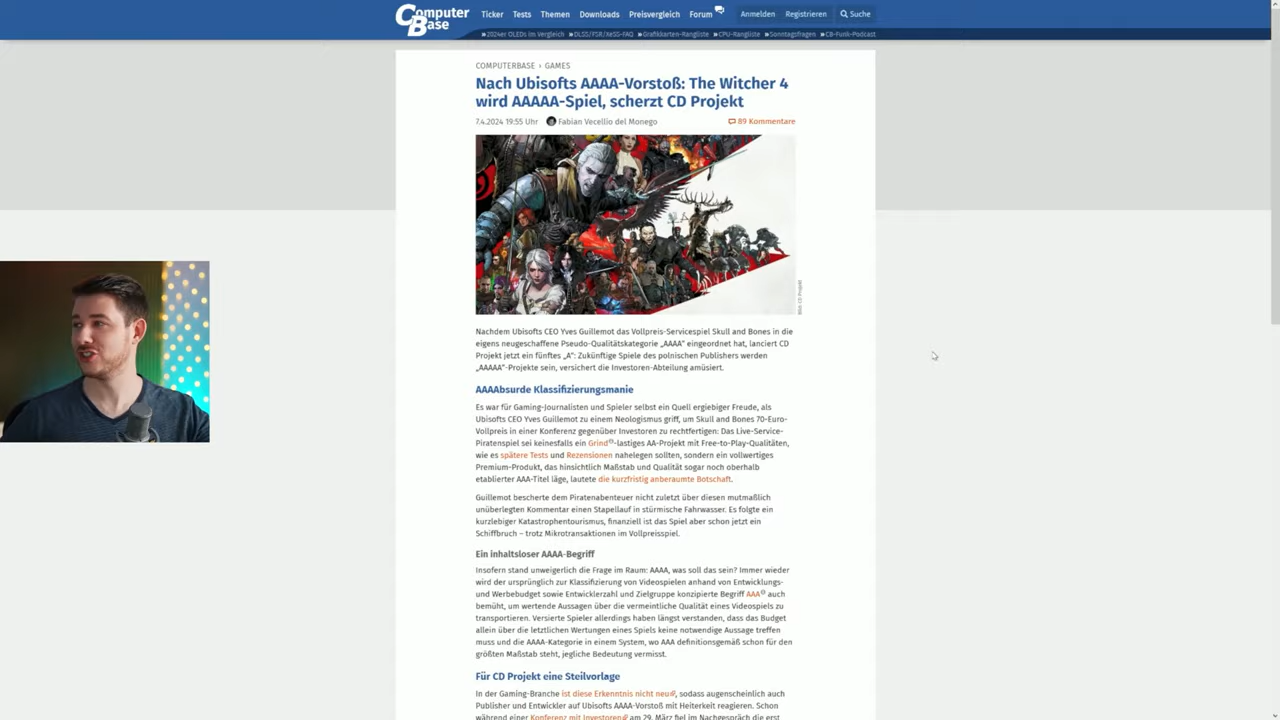 Computer Base
Ticker Tests Themen Downloads Preisvergleich Forum Anmelden Registrieren Suche
»2024er OLEDs im Vergleich »DLSS/FSR/XeSS-FAQ »Grafikkarten-Rangliste »CPU-Rangliste »Sonntagsfragen »CB-Funk-Podcast
COMPUTERBASE › GAMES
Nach Ubisofts AAAA-Vorstoß: The Witcher 4
wird AAAAA-Spiel, scherzt CD Projekt
7.4.2024 19:55 Uhr Fabian Vecellio del Monego 89 Kommentare
Bild: CD Projekt
Nachdem Ubisofts CEO Yves Guillemot das Vollpreis-Servicespiel Skull and Bones in die
eigens neugeschaffene Pseudo-Qualitätskategorie „AAAA“ eingeordnet hat, lanciert CD
Projekt jetzt ein fünftes „A“: Zukünftige Spiele des polnischen Publishers werden
„AAAAA“-Projekte sein, versichert die Investoren-Abteilung amüsiert.
AAAAbsurde Klassifizierungsmanie
Es war für Gaming-Journalisten und Spieler selbst ein Quell ergiebiger Freude, als
Ubisofts CEO Yves Guillemot zu einem Neologismus griff, um Skull and Bones 70-Euro-
Vollpreis in einer Konferenz gegenüber Investoren zu rechtfertigen: Das Live-Service-
Piratenspiel sei keinesfalls ein Grind-lastiges AA-Projekt mit Free-to-Play-Qualitäten,
wie es spätere Tests und Rezensionen nahelegen sollten, sondern ein vollwertiges
Premium-Produkt, das hinsichtlich Maßstab und Qualität sogar noch oberhalb
etablierter AAA-Titel läge, lautete die kurzfristig anberaumte Botschaft.
Guillemot bescherte dem Piratenabenteuer nicht zuletzt über diesen mutmaßlich
unüberlegten Kommentar einen Stapellauf in stürmische Fahrwasser. Es folgte ein
kurzlebiger Katastrophentourismus, finanziell ist das Spiel aber schon jetzt ein
Schiffbruch – trotz Mikrotransaktionen im Vollpreisspiel.
Ein inhaltsloser AAAA-Begriff
Insofern stand unweigerlich die Frage im Raum: AAAA, was soll das sein? Immer wieder
wird der ursprünglich zur Klassifizierung von Videospielen anhand von Entwicklungs-
und Werbebudget sowie Entwicklerzahl und Zielgruppe konzipierte Begriff AAA auch
bemüht, um wertende Aussagen über die vermeintliche Qualität eines Videospiels zu
transportieren. Versierte Spieler allerdings haben längst verstanden, dass das Budget
allein über die letztlichen Wertungen eines Spiels keine notwendige Aussage treffen
muss und die AAAA-Kategorie in einem System, wo AAA definitionsgemäß schon für den
größten Maßstab steht, jegliche Bedeutung vermisst.
Für CD Projekt eine Steilvorlage
In der Gaming-Branche ist diese Erkenntnis nicht neu, sodass augenscheinlich auch
Publisher und Entwickler auf Ubisofts AAAA-Vorstoß mit Heiterkeit reagieren. Schon
während einer Konferenz mit Investoren am 29. März fiel im Nachgespräch die erst